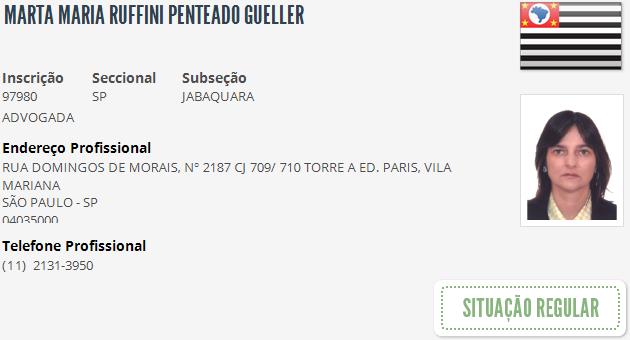 MARTA MARIA RUFFINI PENTEADO GUELLER
Inscrição Seccional Subseção
97980 SP JABAQUARA
ADVOGADA
Endereço Profissional
RUA DOMINGOS DE MORAIS, Nº 2187 CJ 709/ 710 TORRE A ED. PARIS, VILA
MARIANA
SÃO PAULO - SP
04035000
Telefone Profissional
(11) 2131-3950
SITUAÇÃO REGULAR